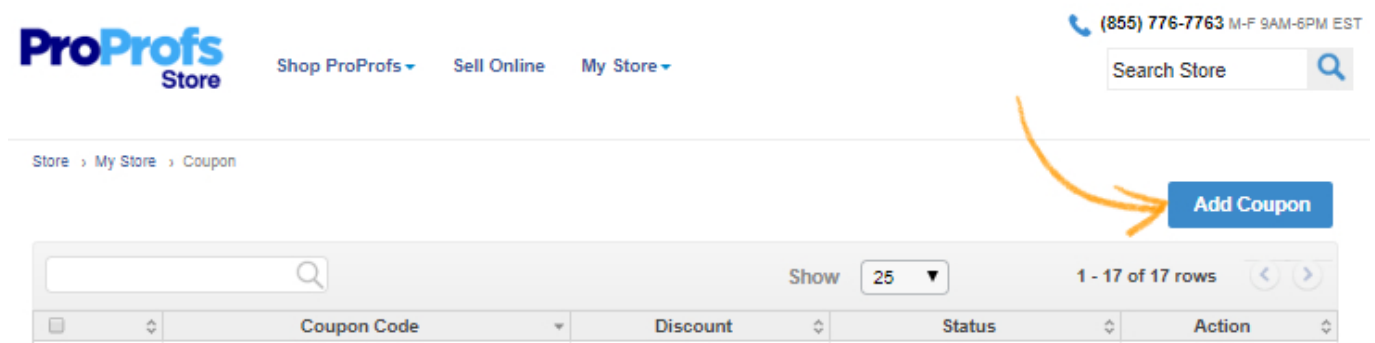 (855) 776-7763 M-F 9AM-6PM EST
ProProfs
Store
Shop ProProfs Sell Online My Store
Search Store
Store › My Store › Coupon
Add Coupon
Show 25 1 - 17 of 17 rows
Coupon Code Discount Status Action